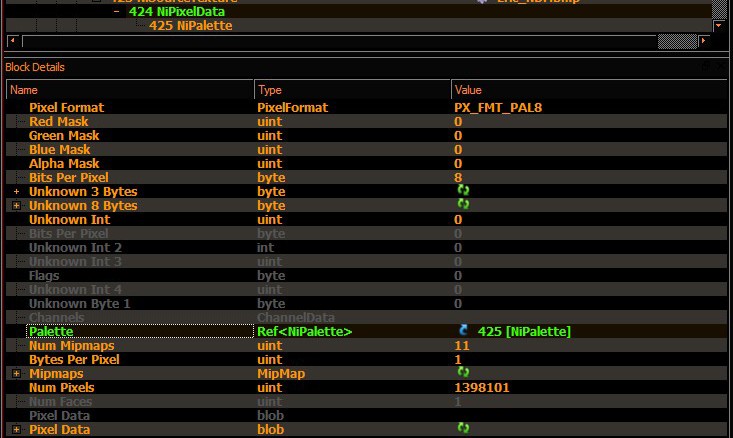 - 424 NiPixelData
425 NiPalette
Block Details
Name Type Value
Pixel Format PixelFormat PX_FMT_PAL8
Red Mask uint 0
Green Mask uint 0
Blue Mask uint 0
Alpha Mask uint 0
Bits Per Pixel byte 8
+ Unknown 3 Bytes byte
+ Unknown 8 Bytes byte
Unknown Int uint 0
Bits Per Pixel byte 0
Unknown Int 2 int 0
Unknown Int 3 uint 0
Flags byte 0
Unknown Int 4 uint 0
Unknown Byte 1 byte 0
Channels ChannelData
Palette Ref<NiPalette> 425 [NiPalette]
Num Mipmaps uint 11
Bytes Per Pixel uint 1
+ Mipmaps MipMap
Num Pixels uint 1398101
Num Faces uint 1
Pixel Data blob
+ Pixel Data blob